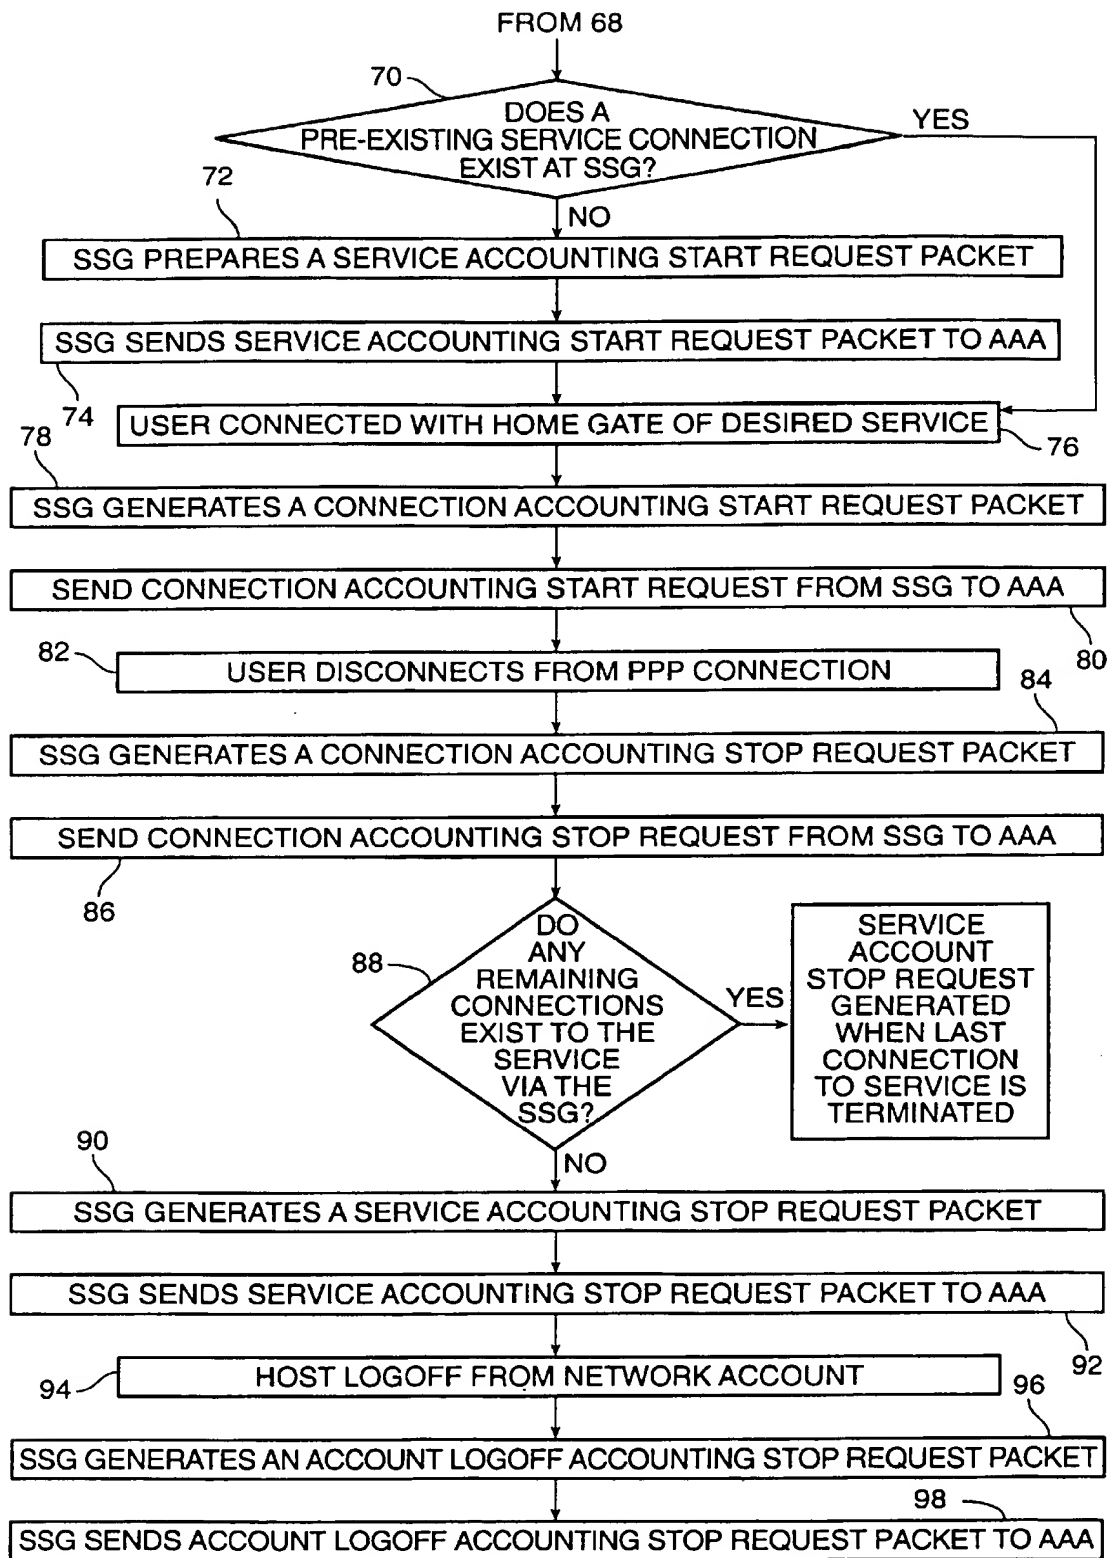 FROM 68
70
DOES A
PRE-EXISTING SERVICE CONNECTION
EXIST AT SSG?
YES
72
NO
SSG PREPARES A SERVICE ACCOUNTING START REQUEST PACKET
SSG SENDS SERVICE ACCOUNTING START REQUEST PACKET TO AAA
74
USER CONNECTED WITH HOME GATE OF DESIRED SERVICE
76
78
SSG GENERATES A CONNECTION ACCOUNTING START REQUEST PACKET
SEND CONNECTION ACCOUNTING START REQUEST FROM SSG TO AAA
80
82
USER DISCONNECTS FROM PPP CONNECTION
84
SSG GENERATES A CONNECTION ACCOUNTING STOP REQUEST PACKET
SEND CONNECTION ACCOUNTING STOP REQUEST FROM SSG TO AAA
86
88
DO
ANY
REMAINING
CONNECTIONS
EXIST TO THE
SERVICE
VIA THE
SSG?
YES
SERVICE
ACCOUNT
STOP REQUEST
GENERATED
WHEN LAST
CONNECTION
TO SERVICE IS
TERMINATED
NO
90
SSG GENERATES A SERVICE ACCOUNTING STOP REQUEST PACKET
SSG SENDS SERVICE ACCOUNTING STOP REQUEST PACKET TO AAA
92
94
HOST LOGOFF FROM NETWORK ACCOUNT
96
SSG GENERATES AN ACCOUNT LOGOFF ACCOUNTING STOP REQUEST PACKET
98
SSG SENDS ACCOUNT LOGOFF ACCOUNTING STOP REQUEST PACKET TO AAA